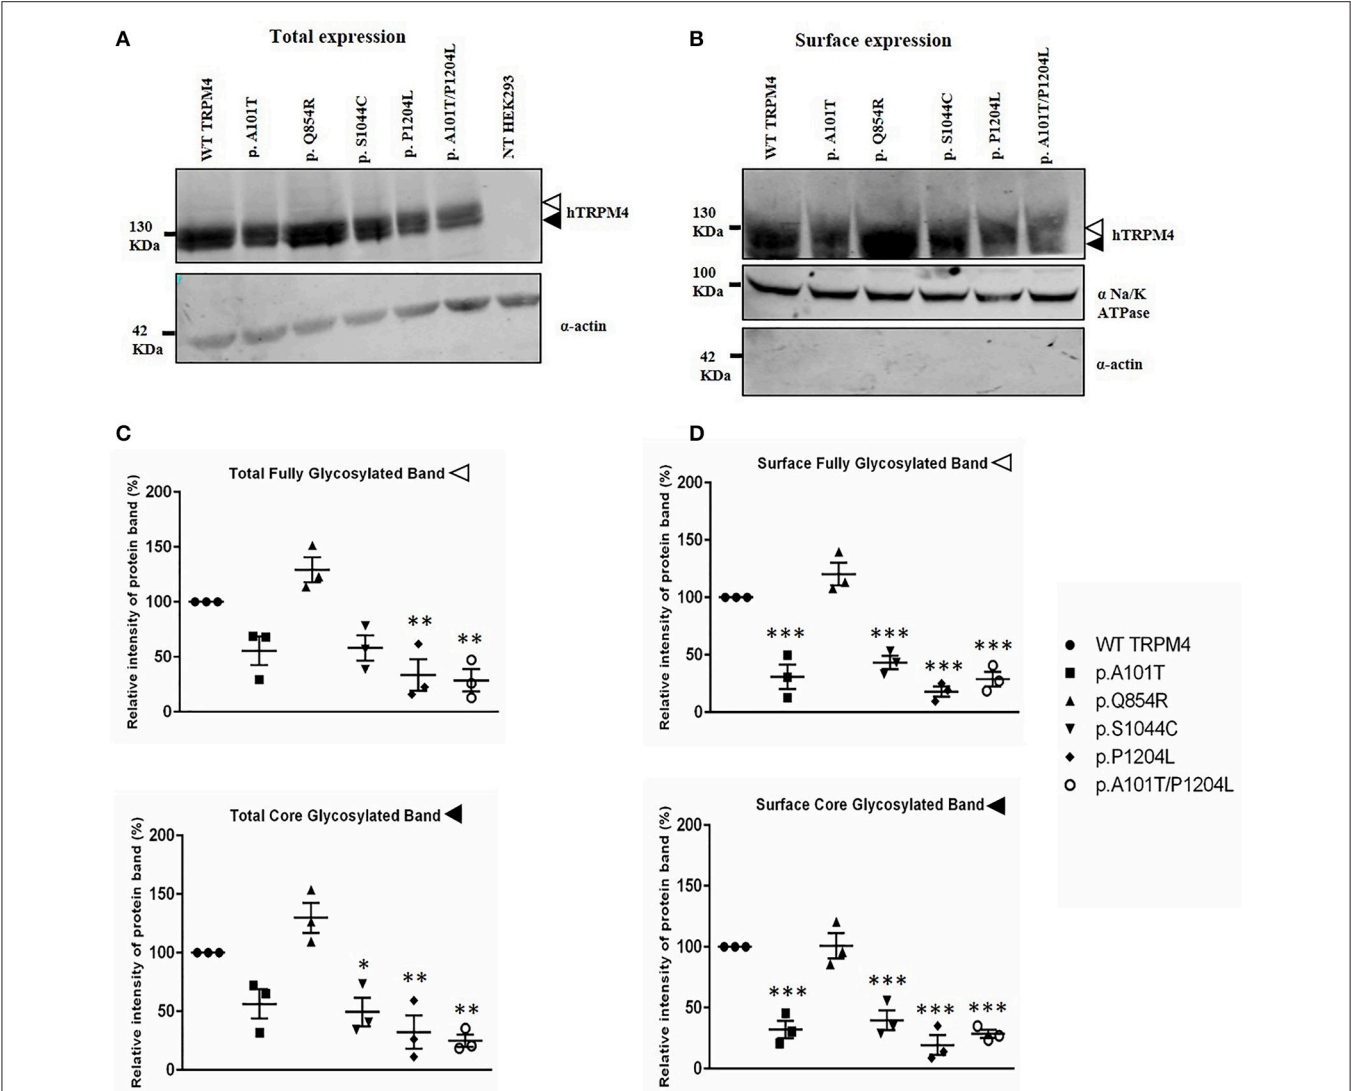 A
Total expression
WT TRPM4
p. A101T
p. Q854R
p. S1044C
p. P1204L
p. A101T/P1204L
NT HEK293
130
KDa
hTRPM4
42
KDa
α-actin
B
Surface expression
WT TRPM4
p. A101T
p. Q854R
p. S1044C
p. P1204L
p. A101T/P1204L
130
KDa
hTRPM4
100
KDa
α Na/K
ATPase
42
KDa
α-actin
C
Total Fully Glycosylated Band
Relative intensity of protein band (%)
200
150
100
50
0
**
**
Total Core Glycosylated Band
Relative intensity of protein band (%)
200
150
100
50
0
*
**
**
D
Surface Fully Glycosylated Band
Relative intensity of protein band (%)
200
150
100
50
0
***
***
***
***
Surface Core Glycosylated Band
Relative intensity of protein band (%)
200
150
100
50
0
***
***
***
***
WT TRPM4
p.A101T
p.Q854R
p.S1044C
p.P1204L
p.A101T/P1204L